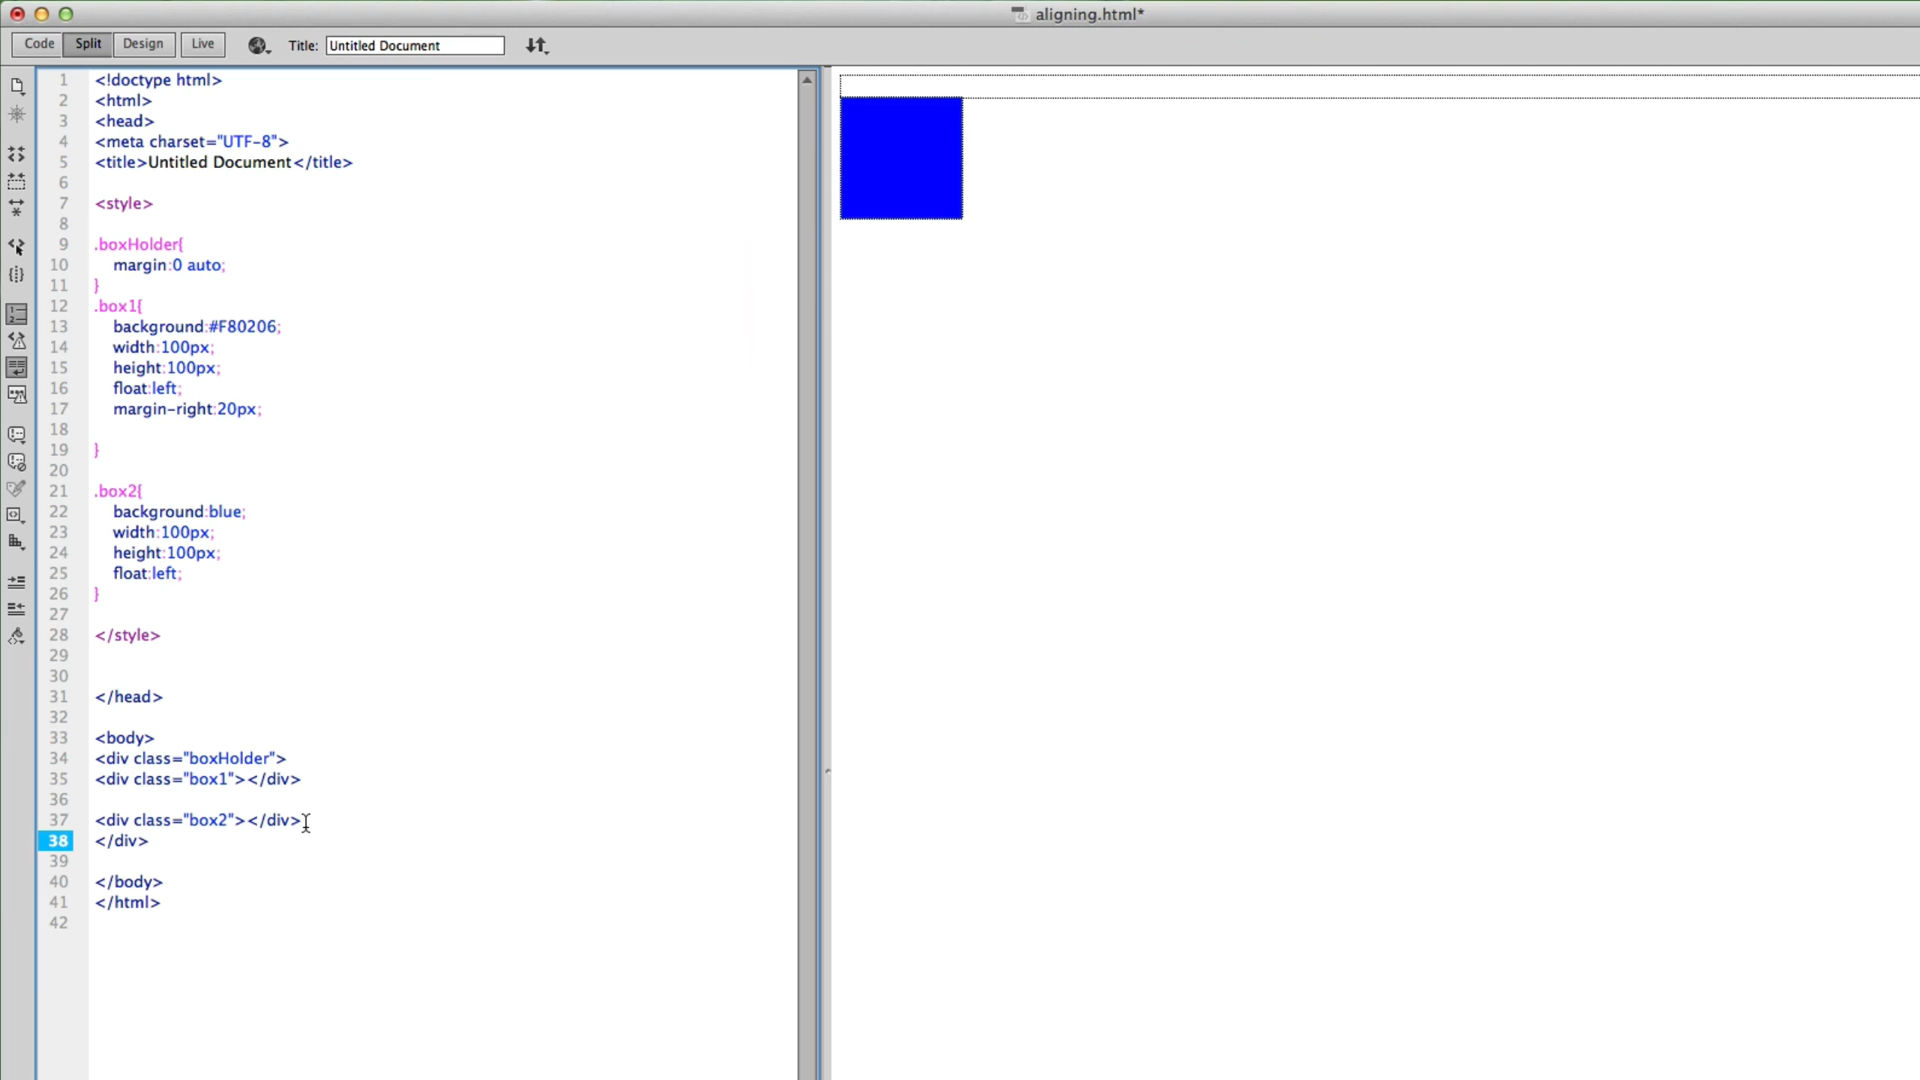 aligning.html*
Code Split Design Live Title: Untitled Document
1 <!doctype html>
2 <html>
3 <head>
4 <meta charset="UTF-8">
5 <title>Untitled Document</title>
6
7 <style>
8
9 .boxHolder{
10 margin:0 auto;
11 }
12 .box1{
13 background:#F80206;
14 width:100px;
15 height:100px;
16 float:left;
17 margin-right:20px;
18
19 }
20
21 .box2{
22 background:blue;
23 width:100px;
24 height:100px;
25 float:left;
26 }
27
28 </style>
29
30
31 </head>
32
33 <body>
34 <div class="boxHolder">
35 <div class="box1"></div>
36
37 <div class="box2"></div>
38 </div>
39
40 </body>
41 </html>
42